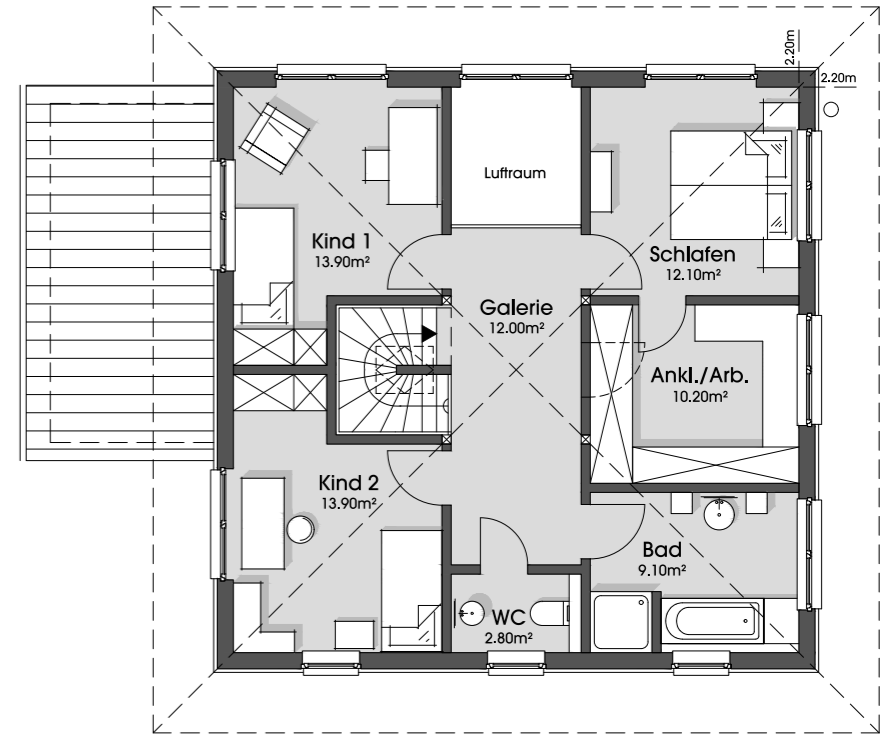 2.20m
2.20m
Luftraum
Kind 1
13.90m²
Schlafen
12.10m²
Galerie
12.00m²
Ankl./Arb.
10.20m²
Kind 2
13.90m²
Bad
9.10m²
WC
2.80m²